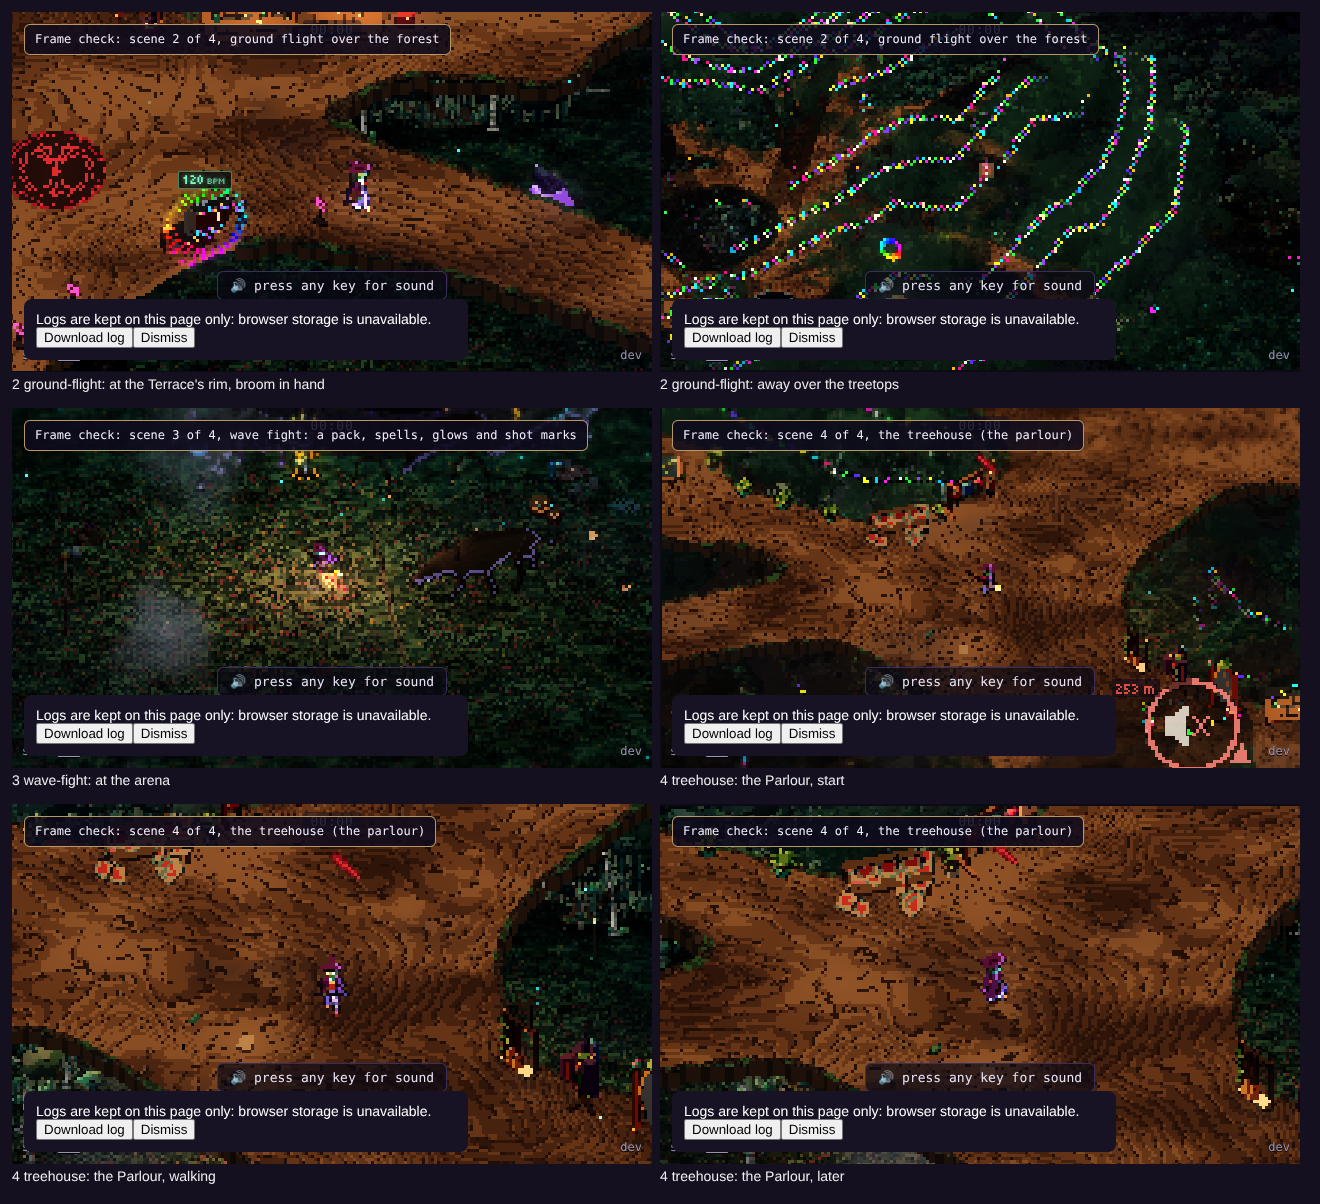 Frame check: scene 2 of 4, ground flight over the forest
120 BPM
🔊 press any key for sound
Logs are kept on this page only: browser storage is unavailable.
Download log Dismiss
dev
2 ground-flight: at the Terrace's rim, broom in hand
Frame check: scene 2 of 4, ground flight over the forest
🔊 press any key for sound
Logs are kept on this page only: browser storage is unavailable.
Download log Dismiss
dev
2 ground-flight: away over the treetops
Frame check: scene 3 of 4, wave fight: a pack, spells, glows and shot marks
🔊 press any key for sound
Logs are kept on this page only: browser storage is unavailable.
Download log Dismiss
dev
3 wave-fight: at the arena
Frame check: scene 4 of 4, the treehouse (the parlour)
🔊 press any key for sound
253 m
Logs are kept on this page only: browser storage is unavailable.
Download log Dismiss
dev
4 treehouse: the Parlour, start
Frame check: scene 4 of 4, the treehouse (the parlour)
🔊 press any key for sound
Logs are kept on this page only: browser storage is unavailable.
Download log Dismiss
dev
4 treehouse: the Parlour, walking
Frame check: scene 4 of 4, the treehouse (the parlour)
🔊 press any key for sound
Logs are kept on this page only: browser storage is unavailable.
Download log Dismiss
dev
4 treehouse: the Parlour, later